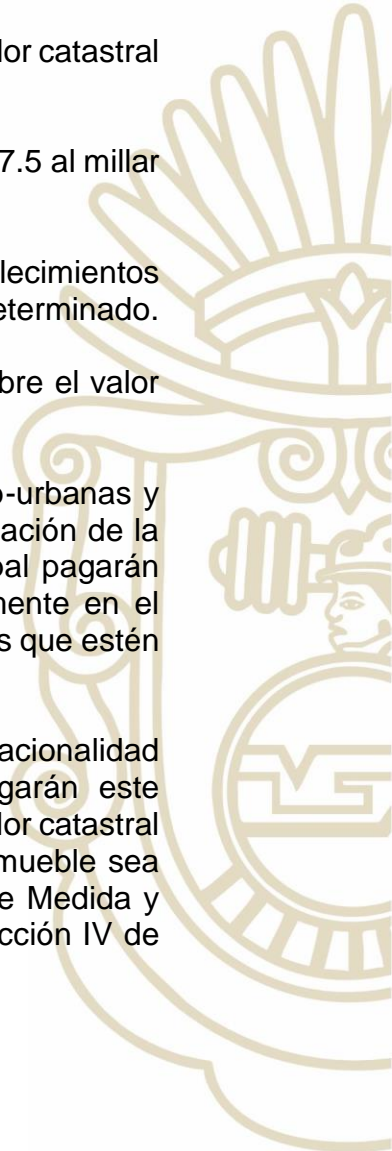 lor catastral
7.5 al millar
lecimientos
eterminado.
bre el valor
o-urbanas y
ación de la
pal pagarán
mente en el
s que estén
acionalidad
garán este
lor catastral
mueble sea
e Medida y
cción IV de